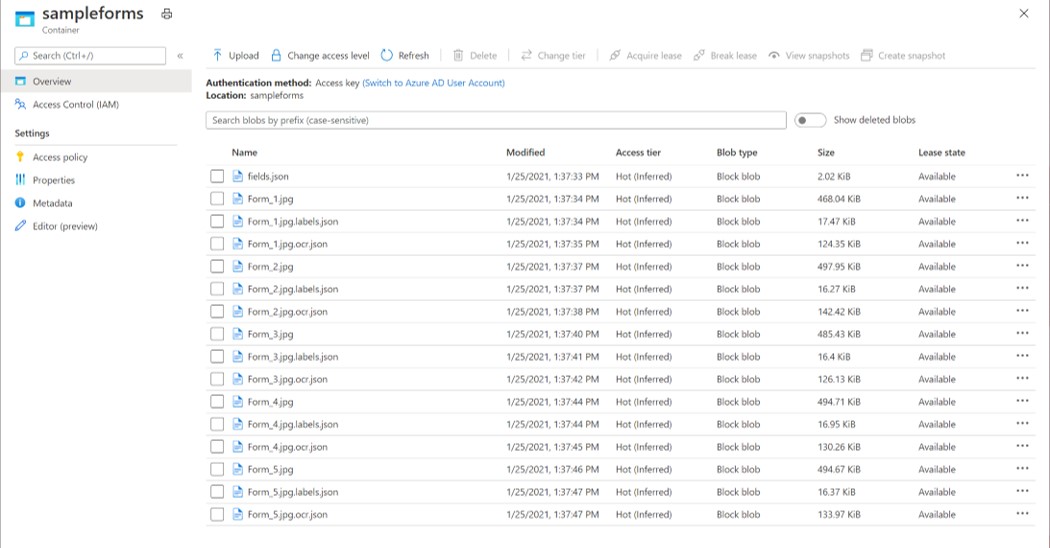 sampleforms
Container
Search (Ctrl+/)
«
Overview
Access Control (IAM)
Settings
Access policy
Properties
Metadata
Editor (preview)
Upload Change access level Refresh Delete Change tier Acquire lease Break lease View snapshots Create snapshot
Authentication method: Access key (Switch to Azure AD User Account)
Location: sampleforms
Search blobs by prefix (case-sensitive) Show deleted blobs
Name Modified Access tier Blob type Size Lease state
fields.json 1/25/2021, 1:37:33 PM Hot (Inferred) Block blob 2.02 KiB Available
Form_1.jpg 1/25/2021, 1:37:34 PM Hot (Inferred) Block blob 468.04 KiB Available
Form_1.jpg.labels.json 1/25/2021, 1:37:34 PM Hot (Inferred) Block blob 17.47 KiB Available
Form_1.jpg.ocr.json 1/25/2021, 1:37:35 PM Hot (Inferred) Block blob 124.35 KiB Available
Form_2.jpg 1/25/2021, 1:37:37 PM Hot (Inferred) Block blob 497.95 KiB Available
Form_2.jpg.labels.json 1/25/2021, 1:37:37 PM Hot (Inferred) Block blob 16.27 KiB Available
Form_2.jpg.ocr.json 1/25/2021, 1:37:38 PM Hot (Inferred) Block blob 142.42 KiB Available
Form_3.jpg 1/25/2021, 1:37:40 PM Hot (Inferred) Block blob 485.43 KiB Available
Form_3.jpg.labels.json 1/25/2021, 1:37:41 PM Hot (Inferred) Block blob 16.4 KiB Available
Form_3.jpg.ocr.json 1/25/2021, 1:37:42 PM Hot (Inferred) Block blob 126.13 KiB Available
Form_4.jpg 1/25/2021, 1:37:44 PM Hot (Inferred) Block blob 494.71 KiB Available
Form_4.jpg.labels.json 1/25/2021, 1:37:44 PM Hot (Inferred) Block blob 16.95 KiB Available
Form_4.jpg.ocr.json 1/25/2021, 1:37:45 PM Hot (Inferred) Block blob 130.26 KiB Available
Form_5.jpg 1/25/2021, 1:37:46 PM Hot (Inferred) Block blob 494.67 KiB Available
Form_5.jpg.labels.json 1/25/2021, 1:37:47 PM Hot (Inferred) Block blob 16.37 KiB Available
Form_5.jpg.ocr.json 1/25/2021, 1:37:47 PM Hot (Inferred) Block blob 133.97 KiB Available